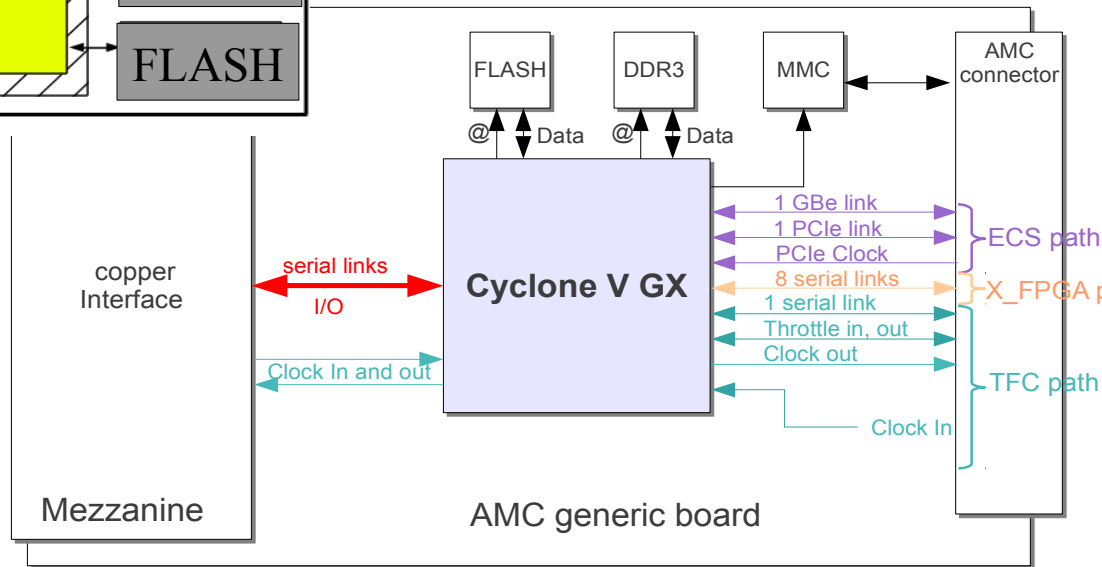 FLASH
FLASH
DDR3
MMC
AMC
connector
@
Data
@
Data
1 GBe link
1 PCIe link
PCIe Clock
ECS path
8 serial links
X_FPGA
1 serial link
Throttle in, out
Clock out
TFC path
Clock In
copper
Interface
serial links
I/O
Clock In and out
Cyclone V GX
Mezzanine
AMC generic board